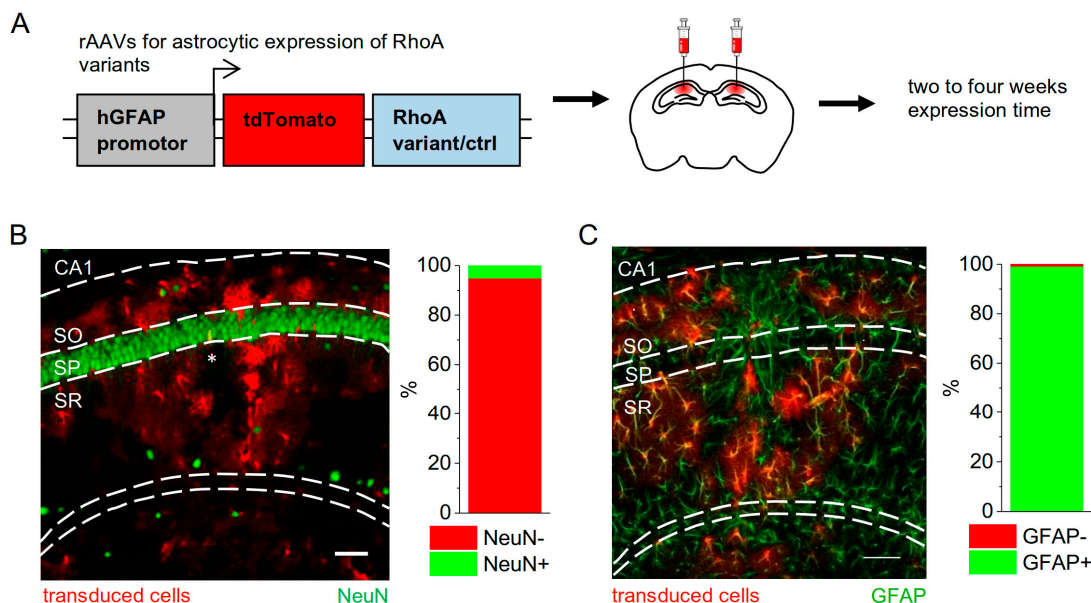 A
rAAVs for astrocytic expression of RhoA
variants
hGFAP
promotor
tdTomato
RhoA
variant/ctrl
two to four weeks
expression time
B
CA1
SO
SP
*
SR
transduced cells
NeuN
100
80
60
40
20
0
%
NeuN-
NeuN+
C
CA1
SO
SP
SR
transduced cells
GFAP
100
80
60
40
20
0
%
GFAP-
GFAP+